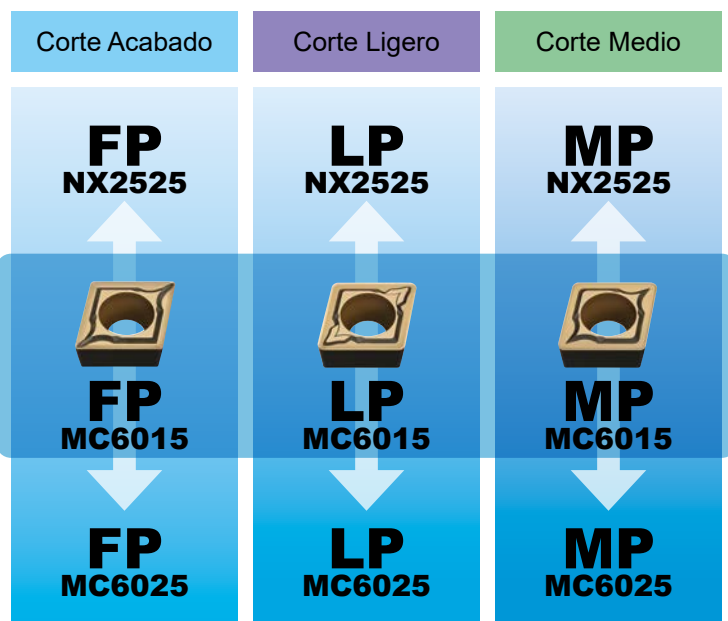 Corte Acabado
Corte Ligero
Corte Medio
FP
NX2525
LP
NX2525
MP
NX2525
FP
MC6015
LP
MC6015
MP
MC6015
FP
MC6025
LP
MC6025
MP
MC6025